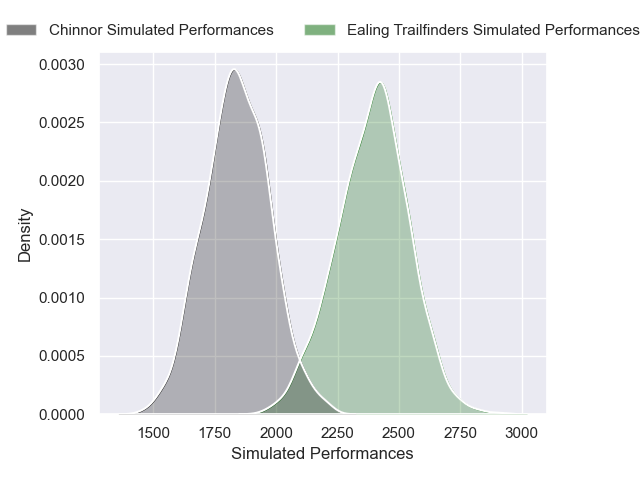 Chinnor Simulated Performances
Ealing Trailfinders Simulated Performances
0.0030
0.0025
0.0020
0.0015
0.0010
0.0005
0.0000
Density
1500 1750 2000 2250 2500 2750 3000
Simulated Performances